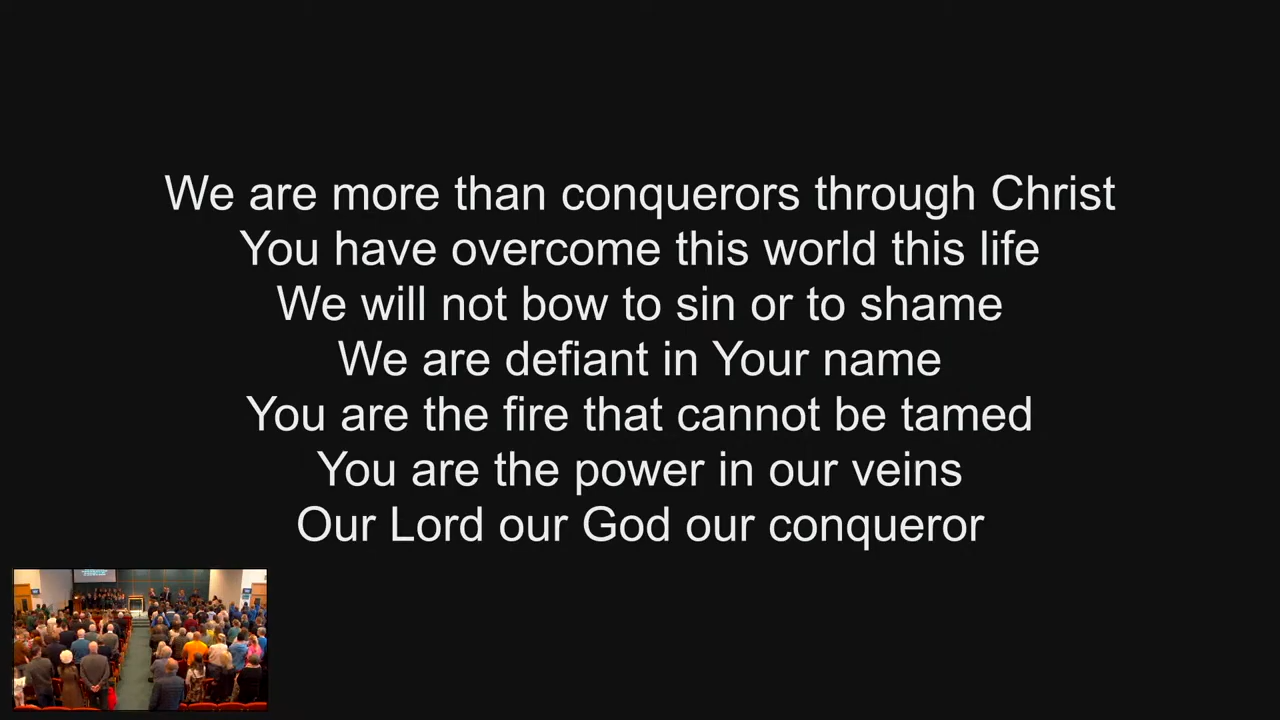 We are more than conquerors through Christ
You have overcome this world this life
We will not bow to sin or to shame
We are defiant in Your name
You are the fire that cannot be tamed
You are the power in our veins
Our Lord our God our conqueror